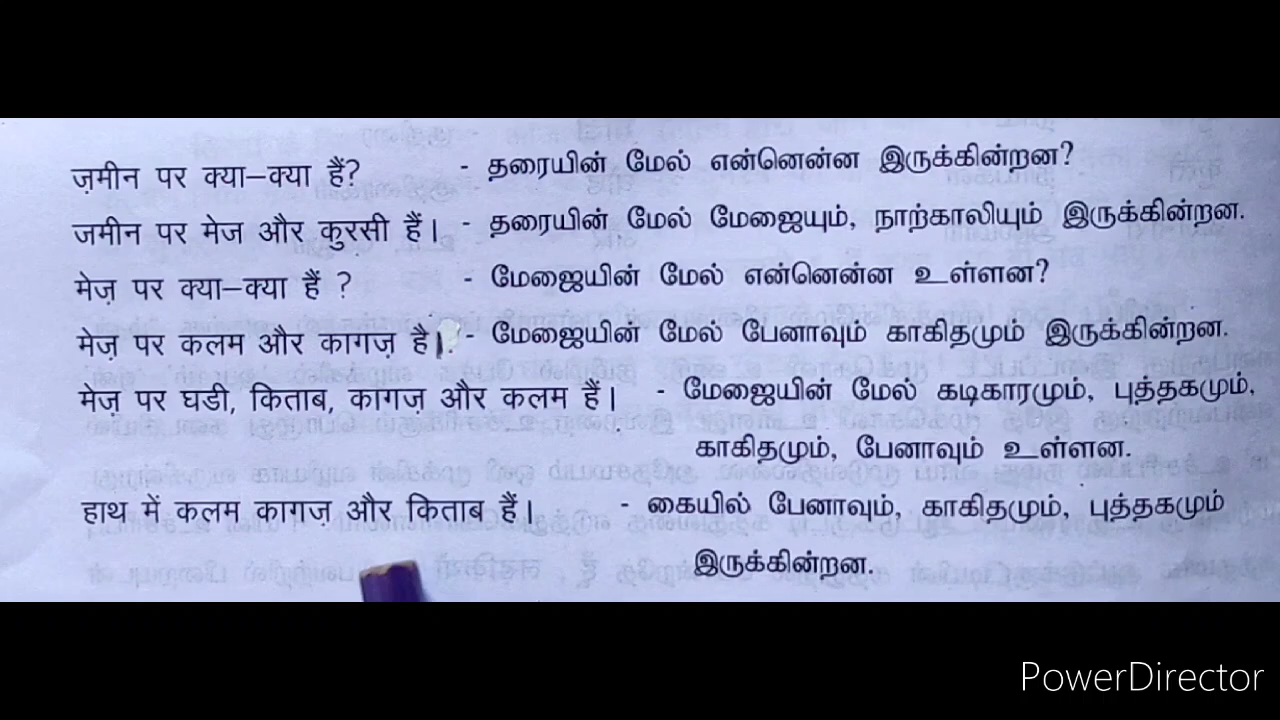 ज़मीन पर क्या–क्या हैं? - தரையின் மேல் என்னென்ன இருக்கின்றன?
जमीन पर मेज और कुरसी हैं। - தரையின் மேல் மேஜையும், நாற்காலியும் இருக்கின்றன.
मेज़ पर क्या–क्या हैं ? - மேஜையின் மேல் என்னென்ன உள்ளன?
मेज़ पर कलम और कागज़ है। - மேஜையின் மேல் பேனாவும் காகிதமும் இருக்கின்றன.
मेज़ पर घडी, किताब, कागज़ और कलम हैं। - மேஜையின் மேல் கடிகாரமும், புத்தகமும்,
காகிதமும், பேனாவும் உள்ளன.
हाथ में कलम कागज और किताब हैं। - கையில் பேனாவும், காகிதமும், புத்தகமும்
இருக்கின்றன.
PowerDirector